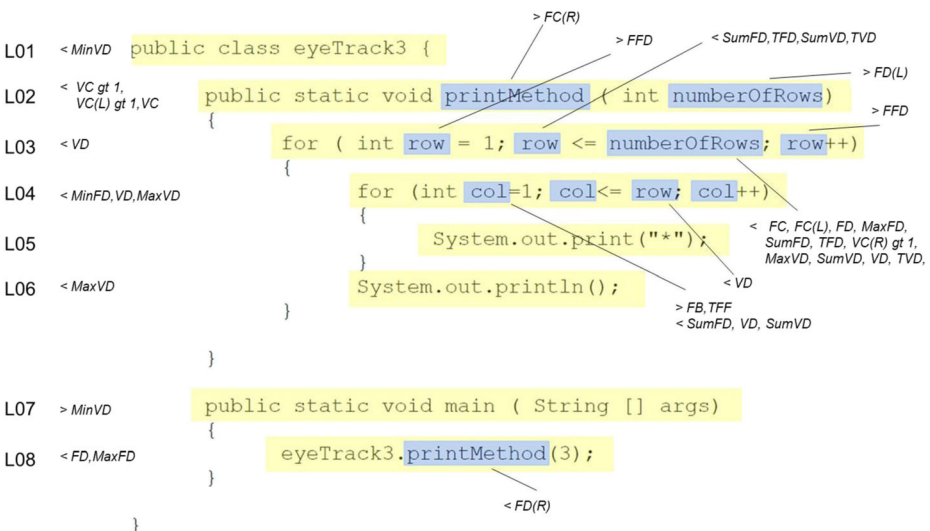 > FC(R)
> FFD
< SumFD,TFD,SumVD,TVD
L01 < MinVD public class eyeTrack3 {
> FD(L)
L02 < VC gt 1,
VC(L) gt 1,VC
public static void printMethod ( int numberOfRows)
> FFD
{
L03 < VD for ( int row = 1; row <= numberOfRows; row++)
{
L04 < MinFD,VD,MaxVD for (int col=1; col<= row; col++)
{
L05 System.out.print("*");
< FC, FC(L), FD, MaxFD,
SumFD, TFD, VC(R) gt 1,
MaxVD, SumVD, VD, TVD,
}
< VD
L06 < MaxVD System.out.println();
}
> FB,TFF
< SumFD, VD, SumVD
}
L07 > MinVD public static void main ( String [] args)
{
L08 < FD,MaxFD eyeTrack3.printMethod(3);
}
< FD(R)
}